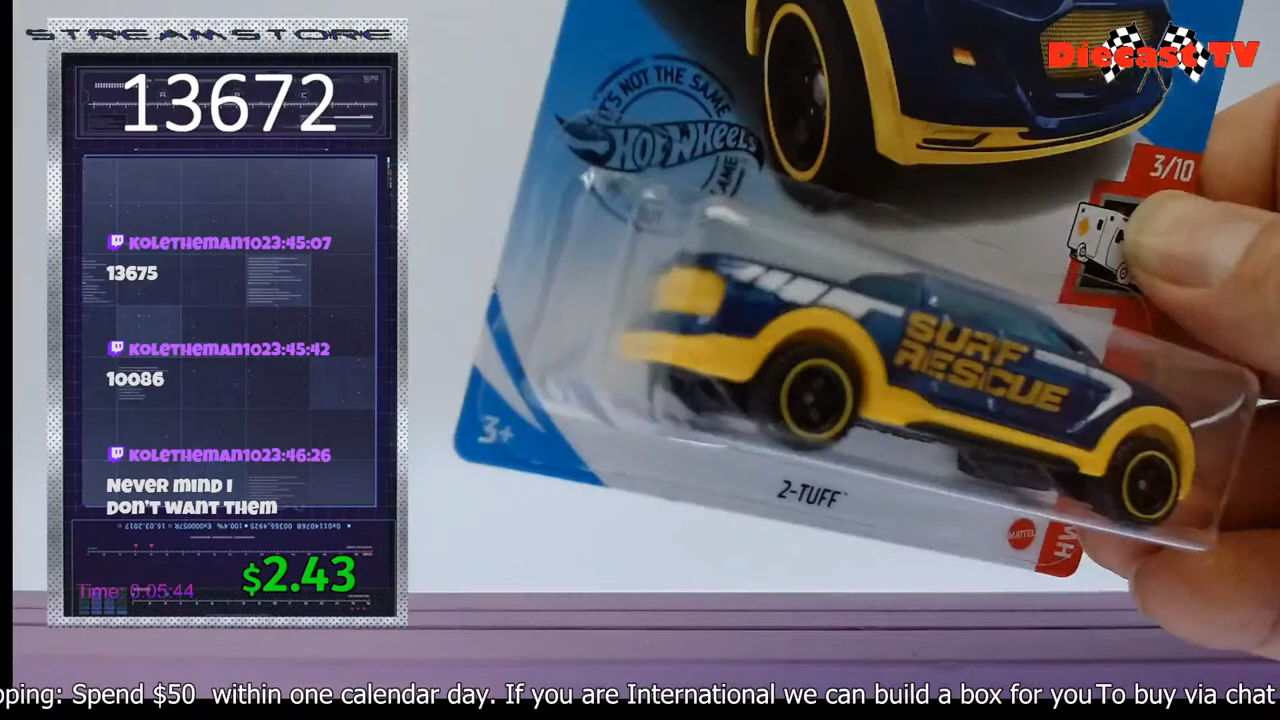 STREAMSTORE
13672
koletheman1023:45:07
13675
koletheman1023:45:42
10086
koletheman1023:46:26
Never mind I
don't want them
Time: 0:05:44
$2.43
Diecast TV
IT'S NOT THE SAME
HOT WHEELS
3/10
SURF
RESCUE
3+
2-TUFF
MATTEL
pping: Spend $50 within one calendar day. If you are International we can build a box for you To buy via chat